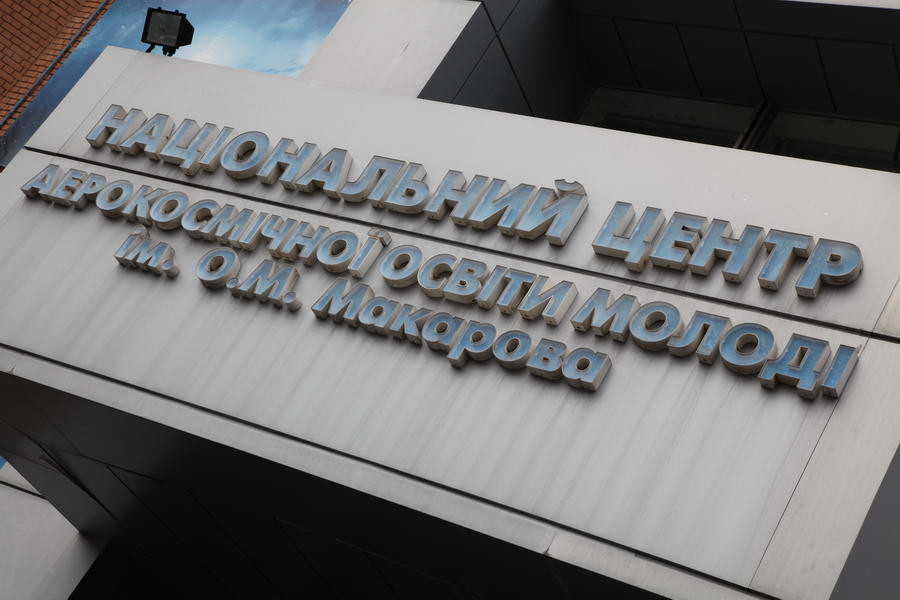 НАЦІОНАЛЬНИЙ ЦЕНТР
АЕРОКОСМІЧНОЇ ОСВІТИ МОЛОДІ
ім. О.М. Макарова